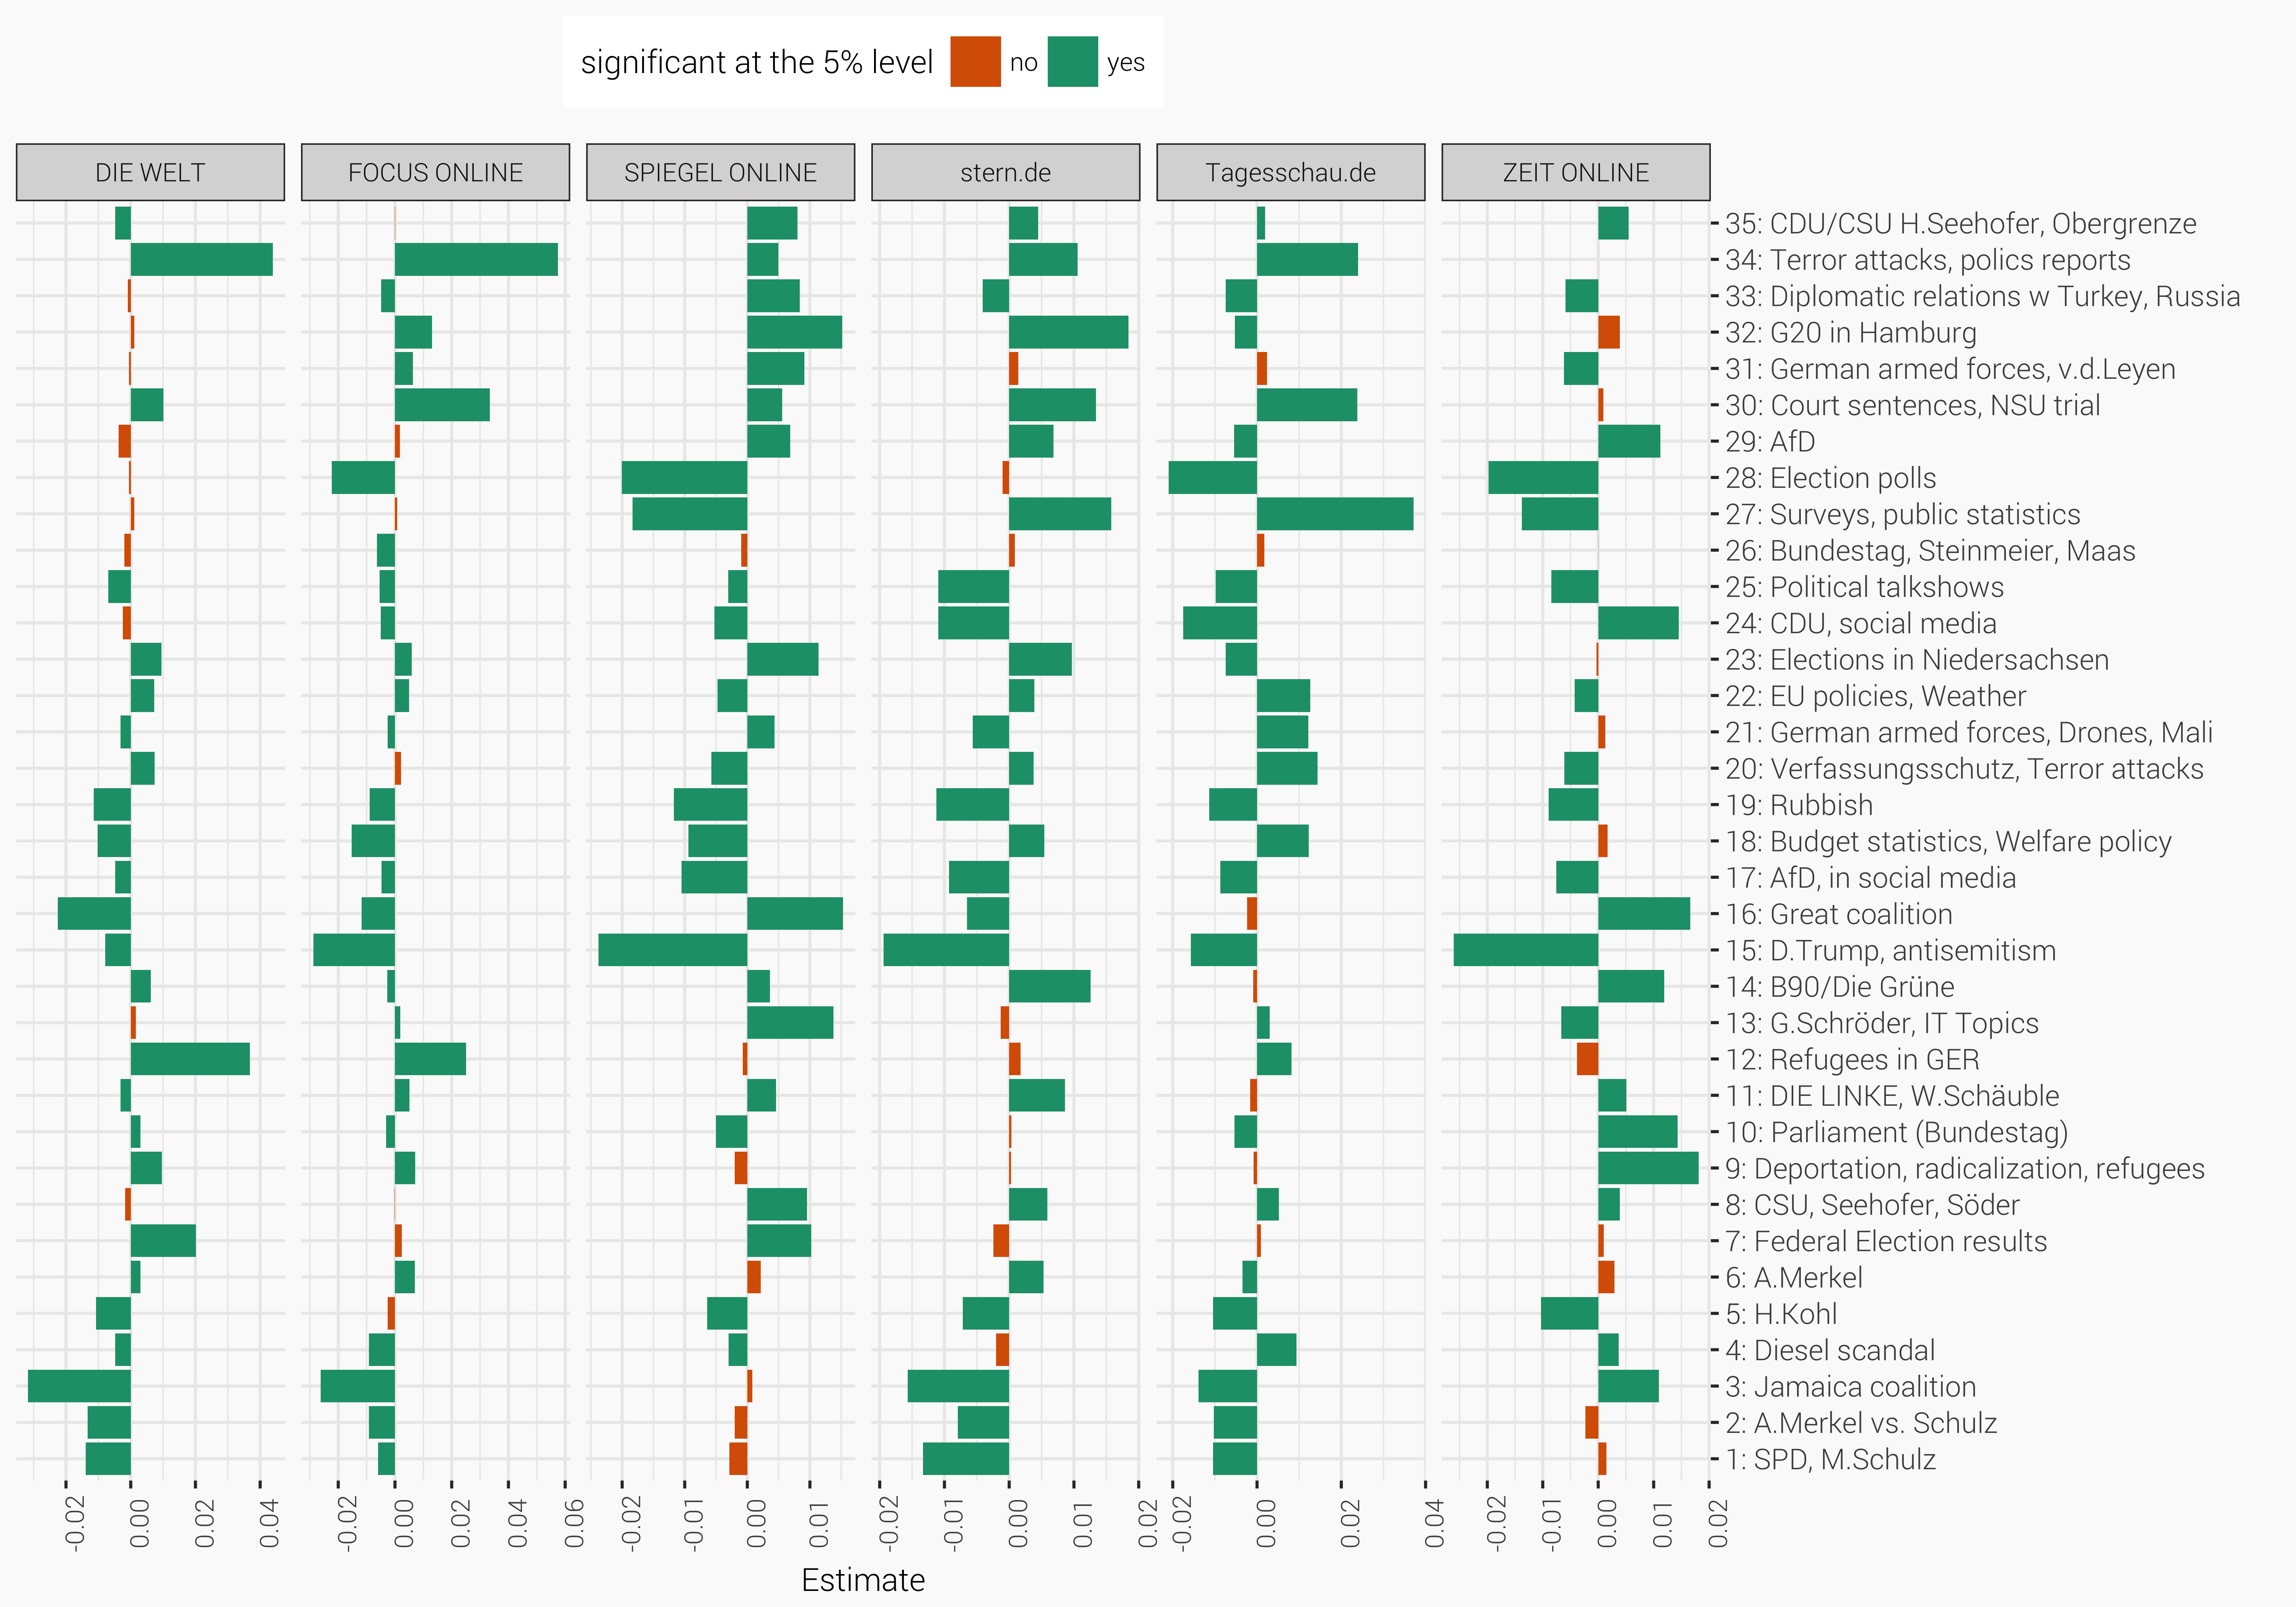 significant at the 5% level no yes
DIE WELT FOCUS ONLINE SPIEGEL ONLINE stern.de Tagesschau.de ZEIT ONLINE
35: CDU/CSU H.Seehofer, Obergrenze
34: Terror attacks, polics reports
33: Diplomatic relations w Turkey, Russia
32: G20 in Hamburg
31: German armed forces, v.d.Leyen
30: Court sentences, NSU trial
29: AfD
28: Election polls
27: Surveys, public statistics
26: Bundestag, Steinmeier, Maas
25: Political talkshows
24: CDU, social media
23: Elections in Niedersachsen
22: EU policies, Weather
21: German armed forces, Drones, Mali
20: Verfassungsschutz, Terror attacks
19: Rubbish
18: Budget statistics, Welfare policy
17: AfD, in social media
16: Great coalition
15: D.Trump, antisemitism
14: B90/Die Grüne
13: G.Schröder, IT Topics
12: Refugees in GER
11: DIE LINKE, W.Schäuble
10: Parliament (Bundestag)
9: Deportation, radicalization, refugees
8: CSU, Seehofer, Söder
7: Federal Election results
6: A.Merkel
5: H.Kohl
4: Diesel scandal
3: Jamaica coalition
2: A.Merkel vs. Schulz
1: SPD, M.Schulz
-0.02 0.00 0.02 0.04 -0.02 0.00 0.02 0.04 0.06 -0.02 -0.01 0.00 0.01 -0.02 -0.01 0.00 0.01 0.02 -0.02 0.00 0.02 0.04 -0.02 -0.01 0.00 0.01 0.02
Estimate